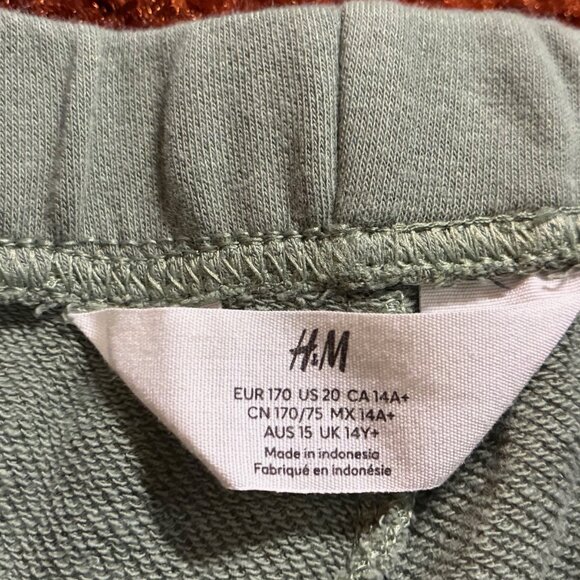 H&M
EUR 170 US 20 CA 14A+
CN 170/75 MX 14A+
AUS 15 UK 14Y+
Made in indonesia
Fabriqué en indonésie